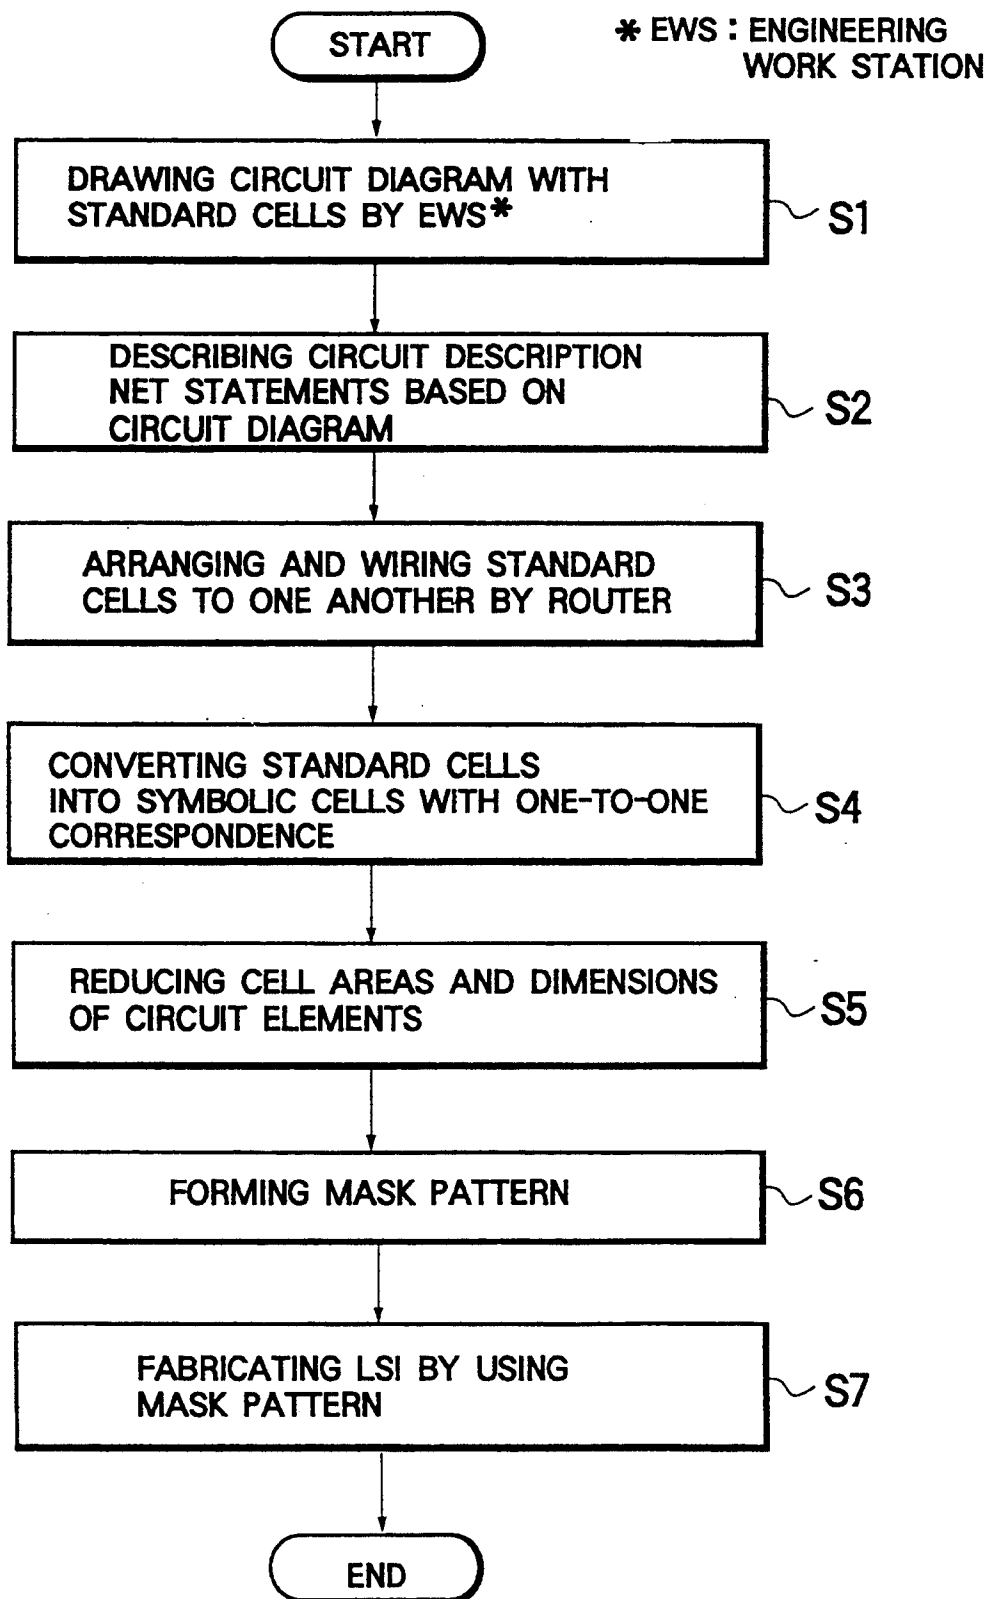 START
* EWS : ENGINEERING
WORK STATION
DRAWING CIRCUIT DIAGRAM WITH
STANDARD CELLS BY EWS*
S1
DESCRIBING CIRCUIT DESCRIPTION
NET STATEMENTS BASED ON
CIRCUIT DIAGRAM
S2
ARRANGING AND WIRING STANDARD
CELLS TO ONE ANOTHER BY ROUTER
S3
CONVERTING STANDARD CELLS
INTO SYMBOLIC CELLS WITH ONE-TO-ONE
CORRESPONDENCE
S4
REDUCING CELL AREAS AND DIMENSIONS
OF CIRCUIT ELEMENTS
S5
FORMING MASK PATTERN
S6
FABRICATING LSI BY USING
MASK PATTERN
S7
END